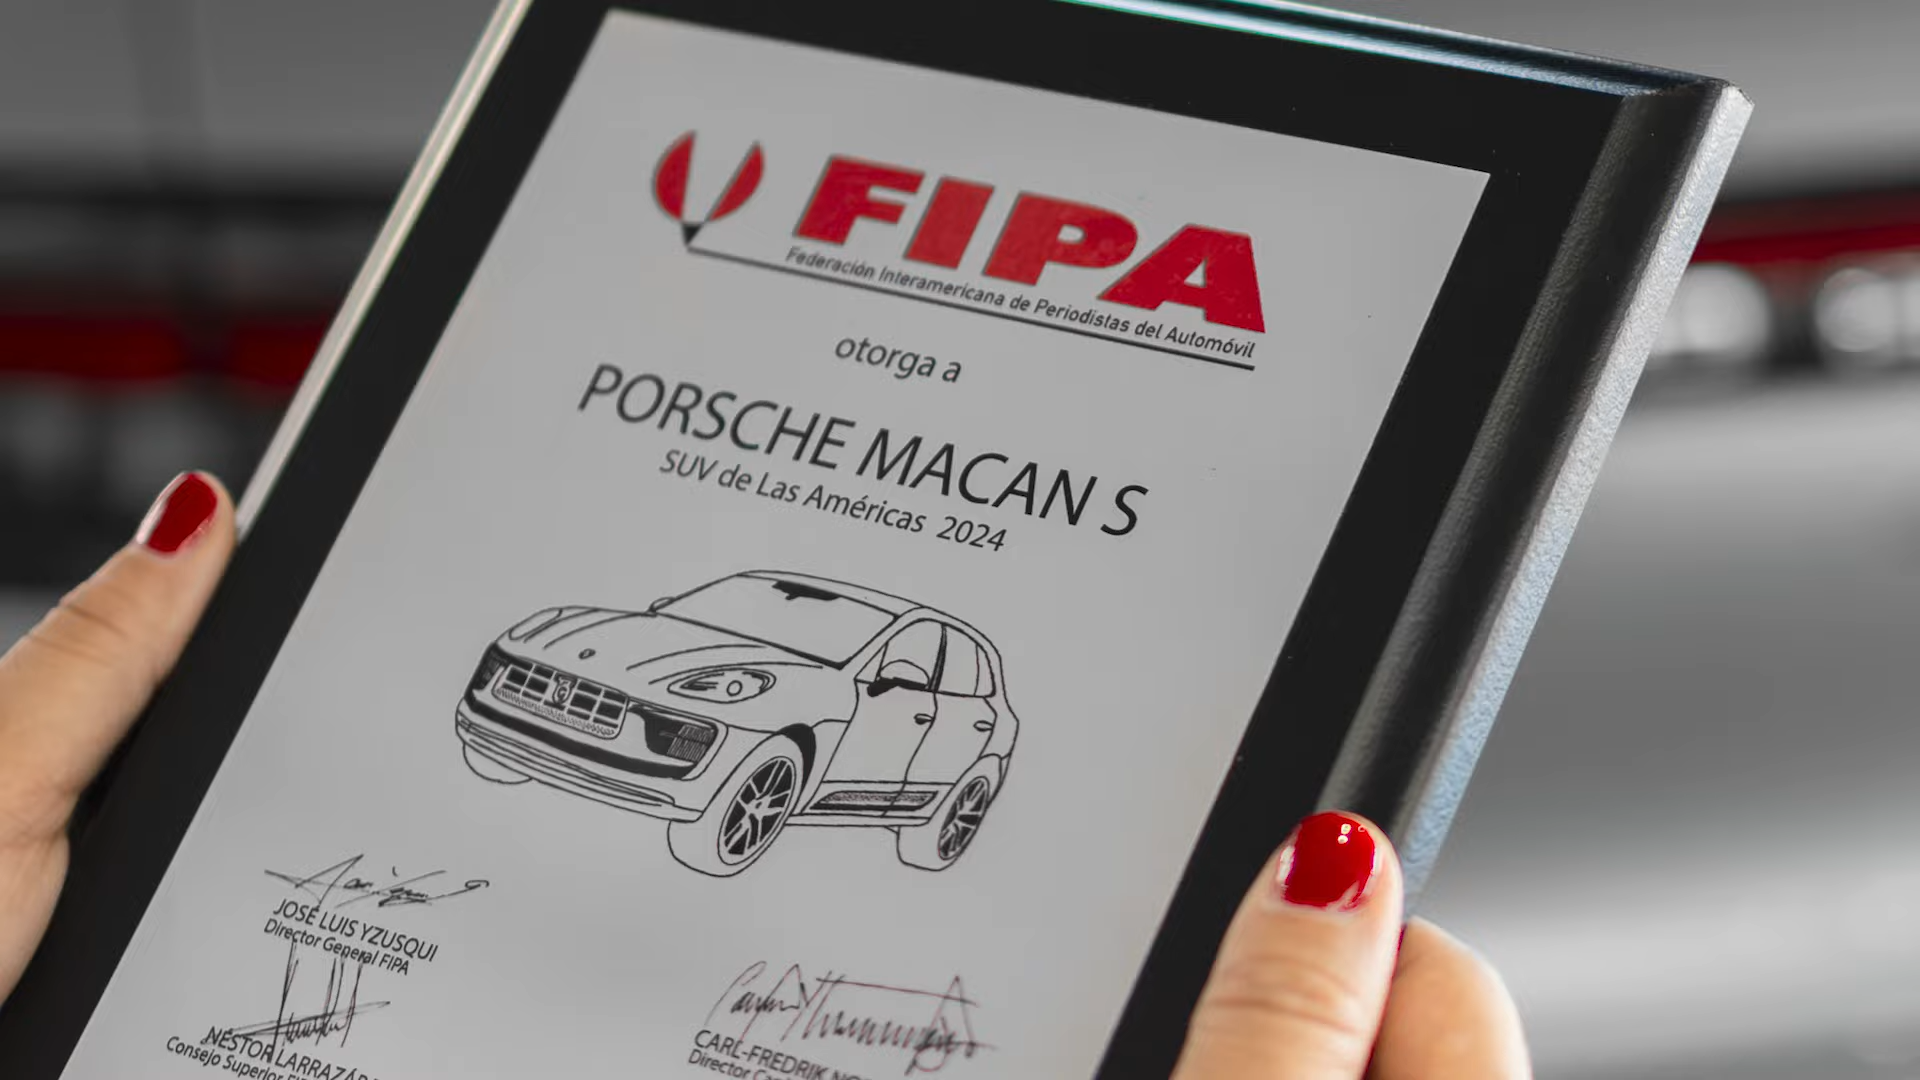 FIPA
Federación Interamericana de Periodistas del Automóvil
otorga a
PORSCHE MACAN S
SUV de Las Américas 2024
JOSÉ LUIS YZUSQUI
Director General FIPA
NÉSTOR
Consejo Superior
CARL-FREDRIK
Director